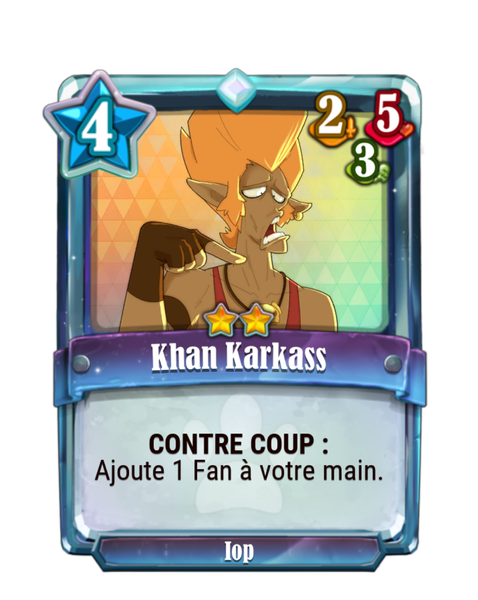 4
2
5
3
Khan Karkass
CONTRE COUP :
Ajoute 1 Fan à votre main.
Iop